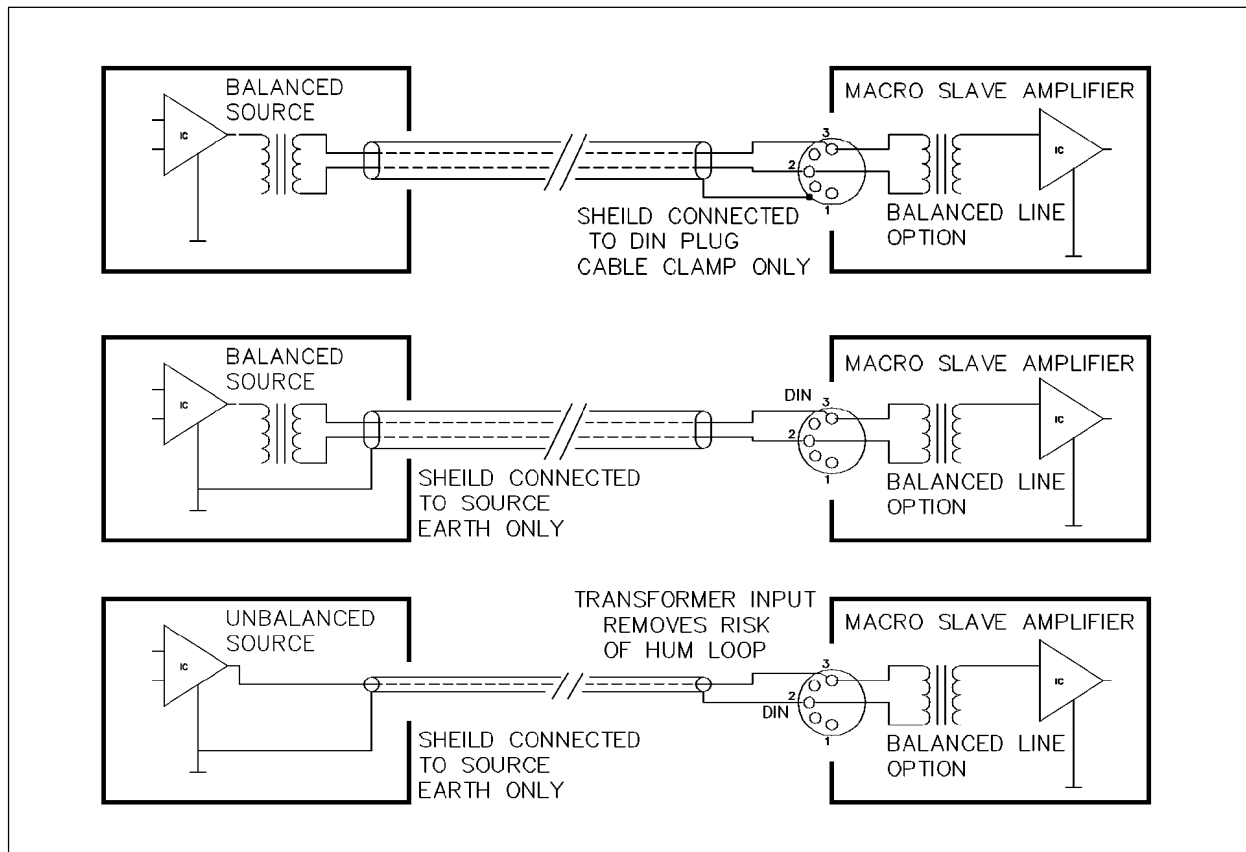 BALANCED
SOURCE
IC
SHEILD CONNECTED
TO DIN PLUG
CABLE CLAMP ONLY
3
2
1
MACRO SLAVE AMPLIFIER
IC
BALANCED LINE
OPTION
BALANCED
SOURCE
IC
SHEILD CONNECTED
TO SOURCE
EARTH ONLY
DIN
3
2
1
MACRO SLAVE AMPLIFIER
IC
BALANCED LINE
OPTION
UNBALANCED
SOURCE
IC
SHEILD CONNECTED
TO SOURCE
EARTH ONLY
TRANSFORMER INPUT
REMOVES RISK
OF HUM LOOP
3
2
DIN
1
MACRO SLAVE AMPLIFIER
IC
BALANCED LINE
OPTION